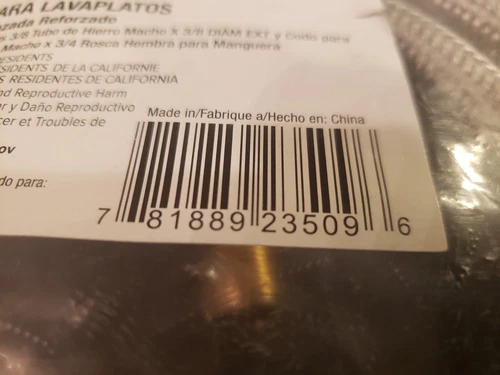 ARA LAVAPLATOS
nzada Reforzado
s 3/8 Tubo de Hierro Macho X 3/8 DIÁM EXT y Codo para
Macho x 3/4 Rosca Hembra para Manguera
RESIDENTS
SIDENTS DE LA CALIFORNIE
S RESIDENTES DE CALIFORNIA
nd Reproductive Harm
r y Daño Reproductivo
cer et Troubles de
ov
do para:
Made in/Fabrique a/Hecho en: China
7 81889 23509 6